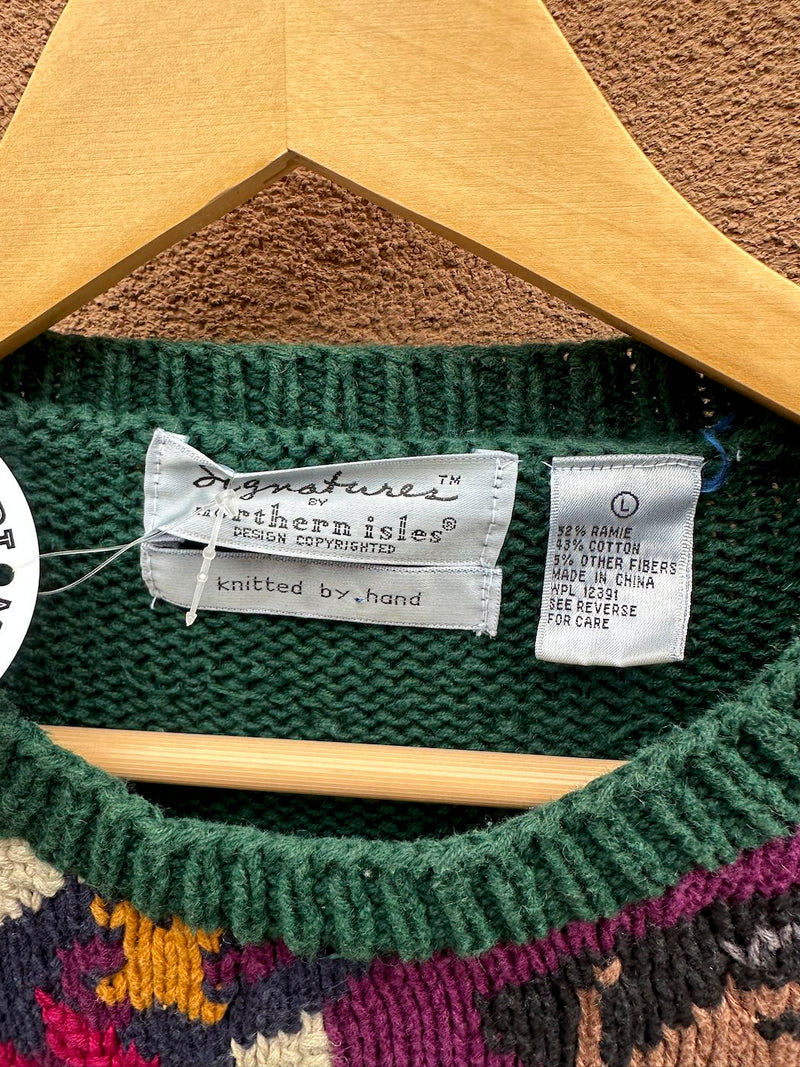 Signatures™
BY
northern isles®
DESIGN COPYRIGHTED
knitted by hand
L
52% RAMIE
43% COTTON
5% OTHER FIBERS
MADE IN CHINA
WPL 12391
SEE REVERSE
FOR CARE